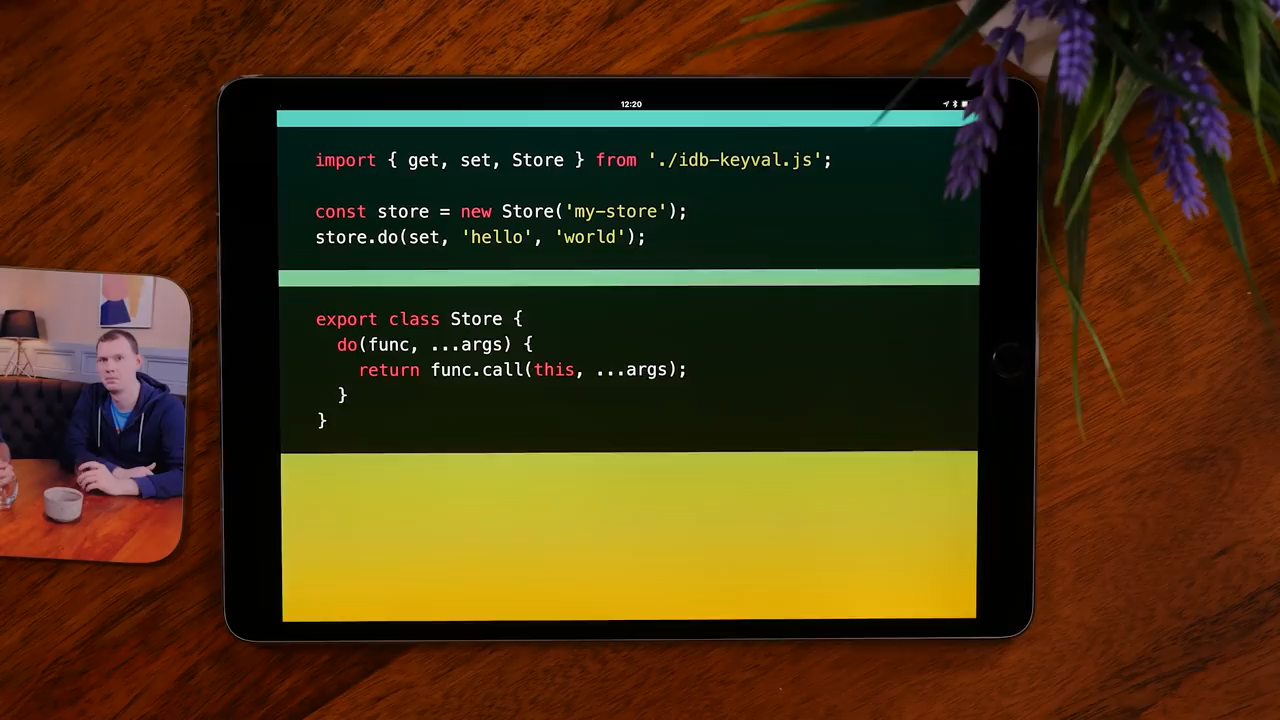 12:20
import { get, set, Store } from './idb-keyval.js';
const store = new Store('my-store');
store.do(set, 'hello', 'world');
export class Store {
do(func, ...args) {
return func.call(this, ...args);
}
}